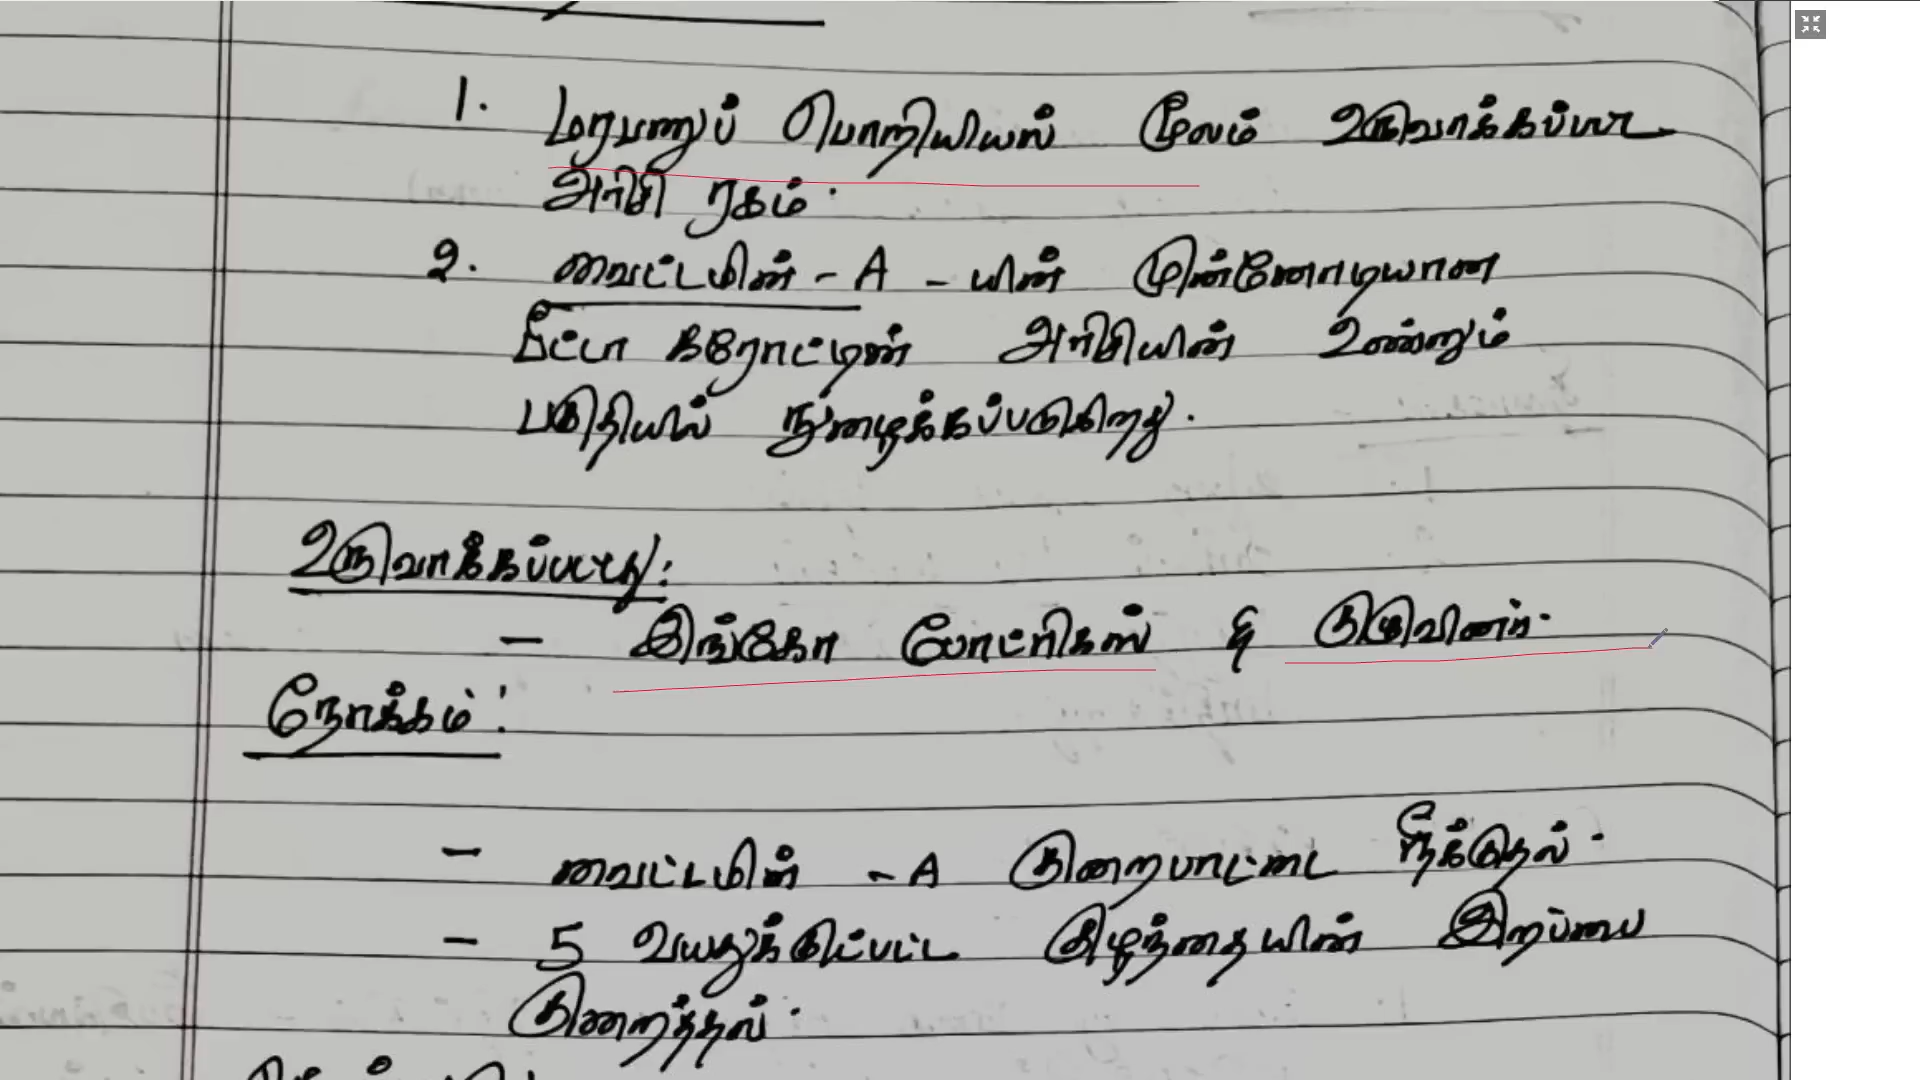 1. மரபணுப் பொறியியல் மூலம் உருவாக்கப்பட்ட
அரிசி ரகம்.
2. வைட்டமின் - A - யின் முன்னோடியான
பீட்டா கரோட்டின் அரிசியின் உண்ணும்
பகுதியில் நுழைக்கப்படுகிறது.
உருவாக்கப்பட்டது:
- இங்கோ போட்ரிகஸ் & குழுவினர்.
நோக்கம்:
- வைட்டமின் - A குறைபாட்டை நீக்குதல்.
- 5 வயதுக்குட்பட்ட குழந்தையின் இறப்பை
குறைத்தல்.